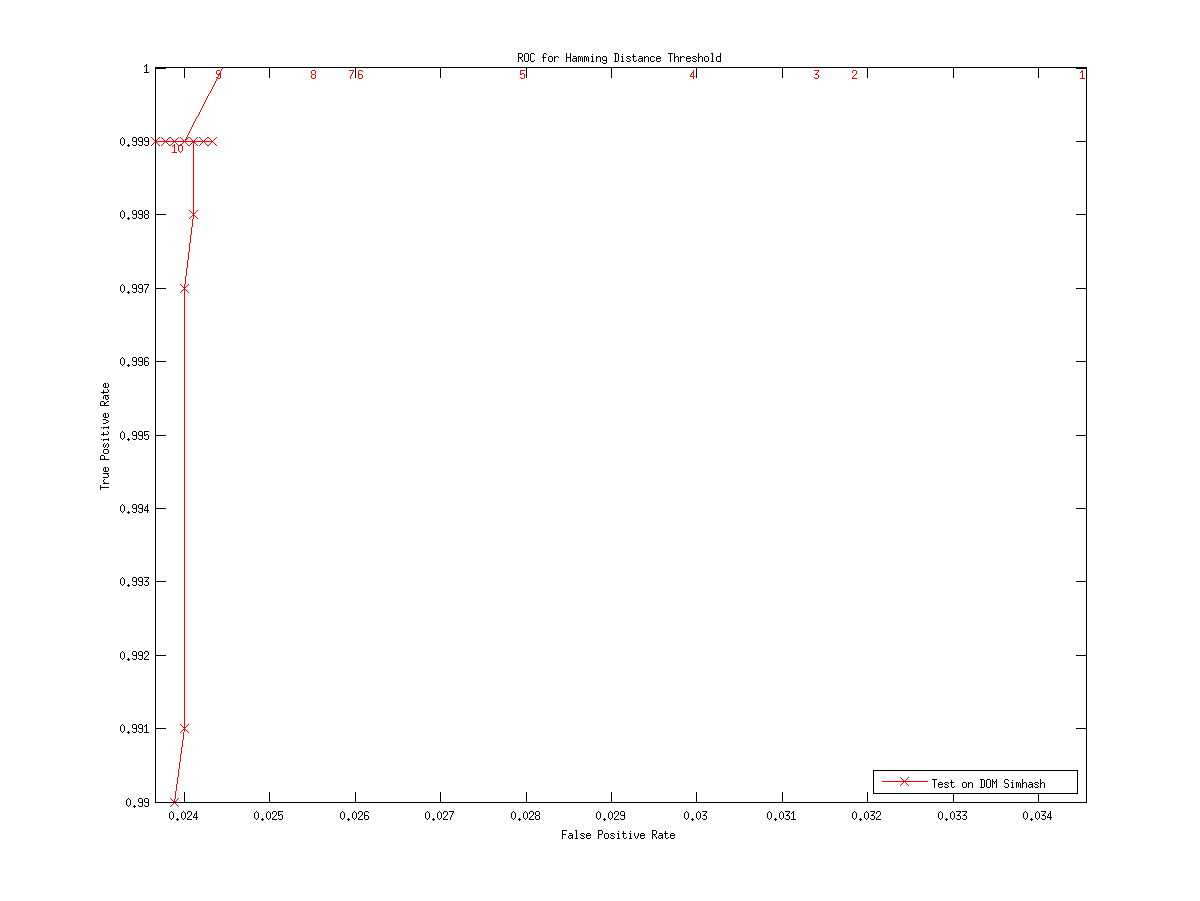 ROC for Hamming Distance Threshold
1
9 8 7 6 5 4 3 2 1
0.999
10
0.998
0.997
0.996
0.995
0.994
0.993
0.992
0.991
0.99
True Positive Rate
Test on DOM Simhash
0.024 0.025 0.026 0.027 0.028 0.029 0.03 0.031 0.032 0.033 0.034
False Positive Rate